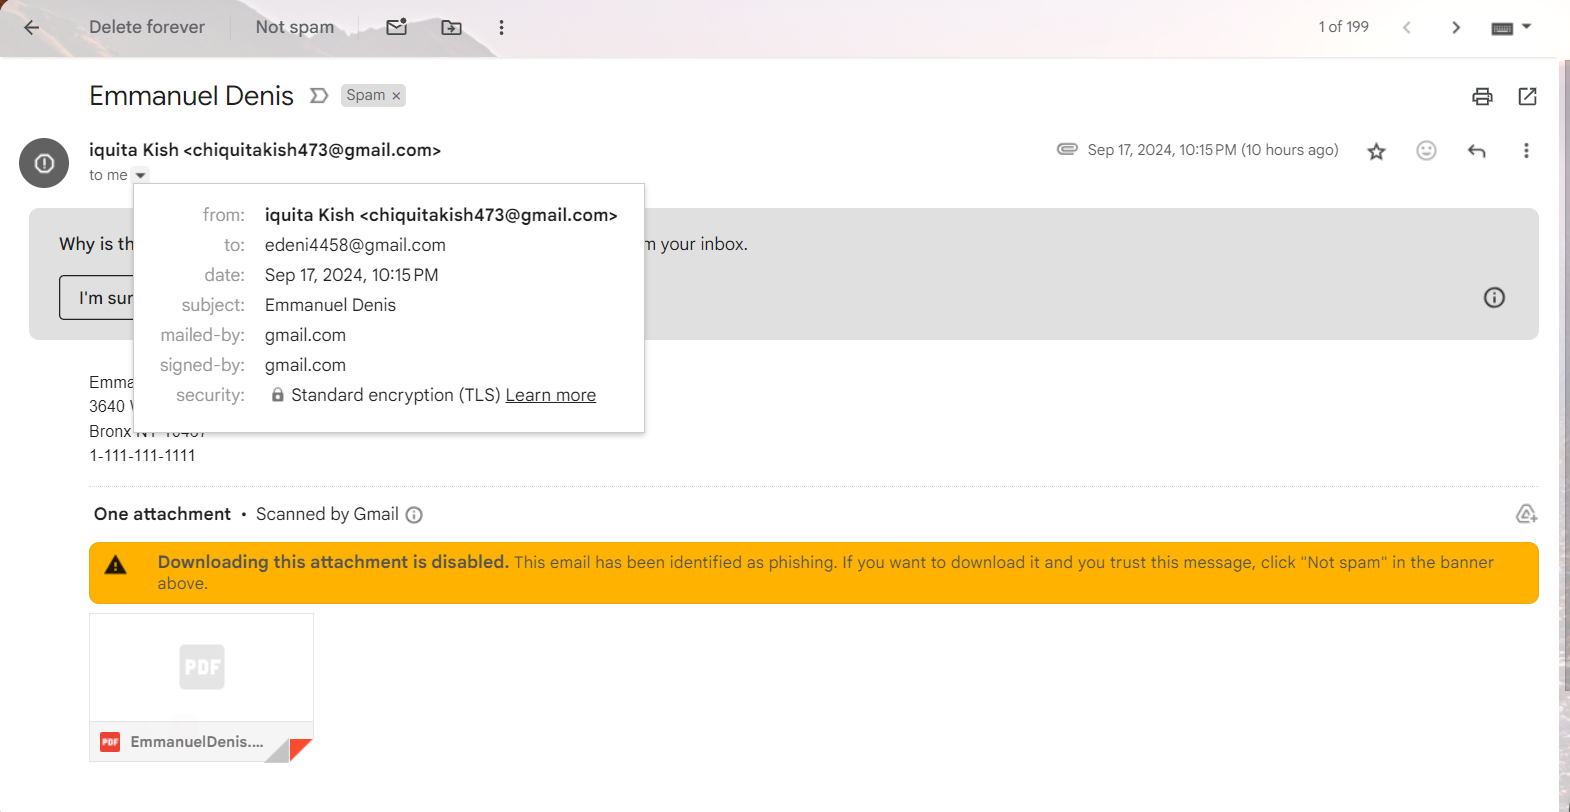 Delete forever Not spam 1 of 199
Emmanuel Denis Spam ×
iquita Kish <chiquitakish473@gmail.com> Sep 17, 2024, 10:15 PM (10 hours ago)
to me
from: iquita Kish <chiquitakish473@gmail.com>
to: edeni4458@gmail.com
date: Sep 17, 2024, 10:15 PM
subject: Emmanuel Denis
mailed-by: gmail.com
signed-by: gmail.com
security: Standard encryption (TLS) Learn more
Why is th
m your inbox.
I'm sur
Emma
3640
Bronx NY 10467
1-111-111-1111
One attachment • Scanned by Gmail
Downloading this attachment is disabled. This email has been identified as phishing. If you want to download it and you trust this message, click "Not spam" in the banner
above.
PDF
PDF EmmanuelDenis....